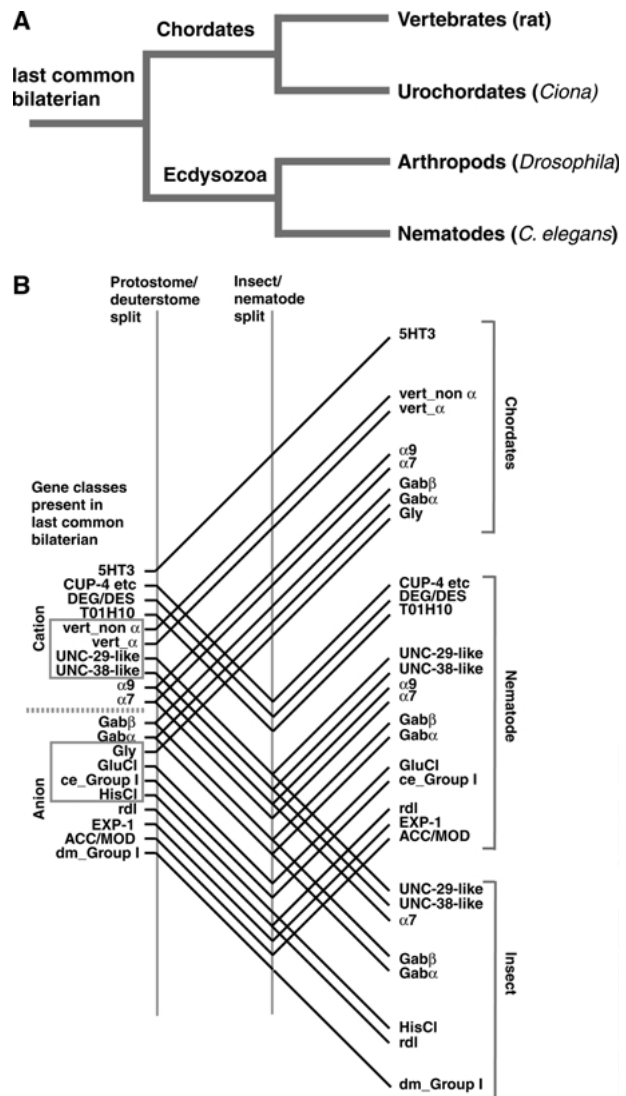 A
Chordates
Vertebrates (rat)
last common
bilaterian
Urochordates (Ciona)
Ecdysozoa
Arthropods (Drosophila)
Nematodes (C. elegans)
B
Protostome/
deuterstome
split
Insect/
nematode
split
Gene classes
present in
last common
bilaterian
5HT3
CUP-4 etc
DEG/DES
T01H10
vert_non α
vert_α
UNC-29-like
UNC-38-like
α9
α7
Gabβ
Gabα
Gly
GluCl
ce_Group I
HisCl
rdl
EXP-1
ACC/MOD
dm_Group I
Cation
Anion
5HT3
vert_non α
vert_α
α9
α7
Gabβ
Gabα
Gly
Chordates
CUP-4 etc
DEG/DES
T01H10
UNC-29-like
UNC-38-like
α9
α7
Gabβ
Gabα
GluCl
ce_Group I
rdl
EXP-1
ACC/MOD
Nematode
UNC-29-like
UNC-38-like
α7
Gabβ
Gabα
HisCl
rdl
dm_Group I
Insect